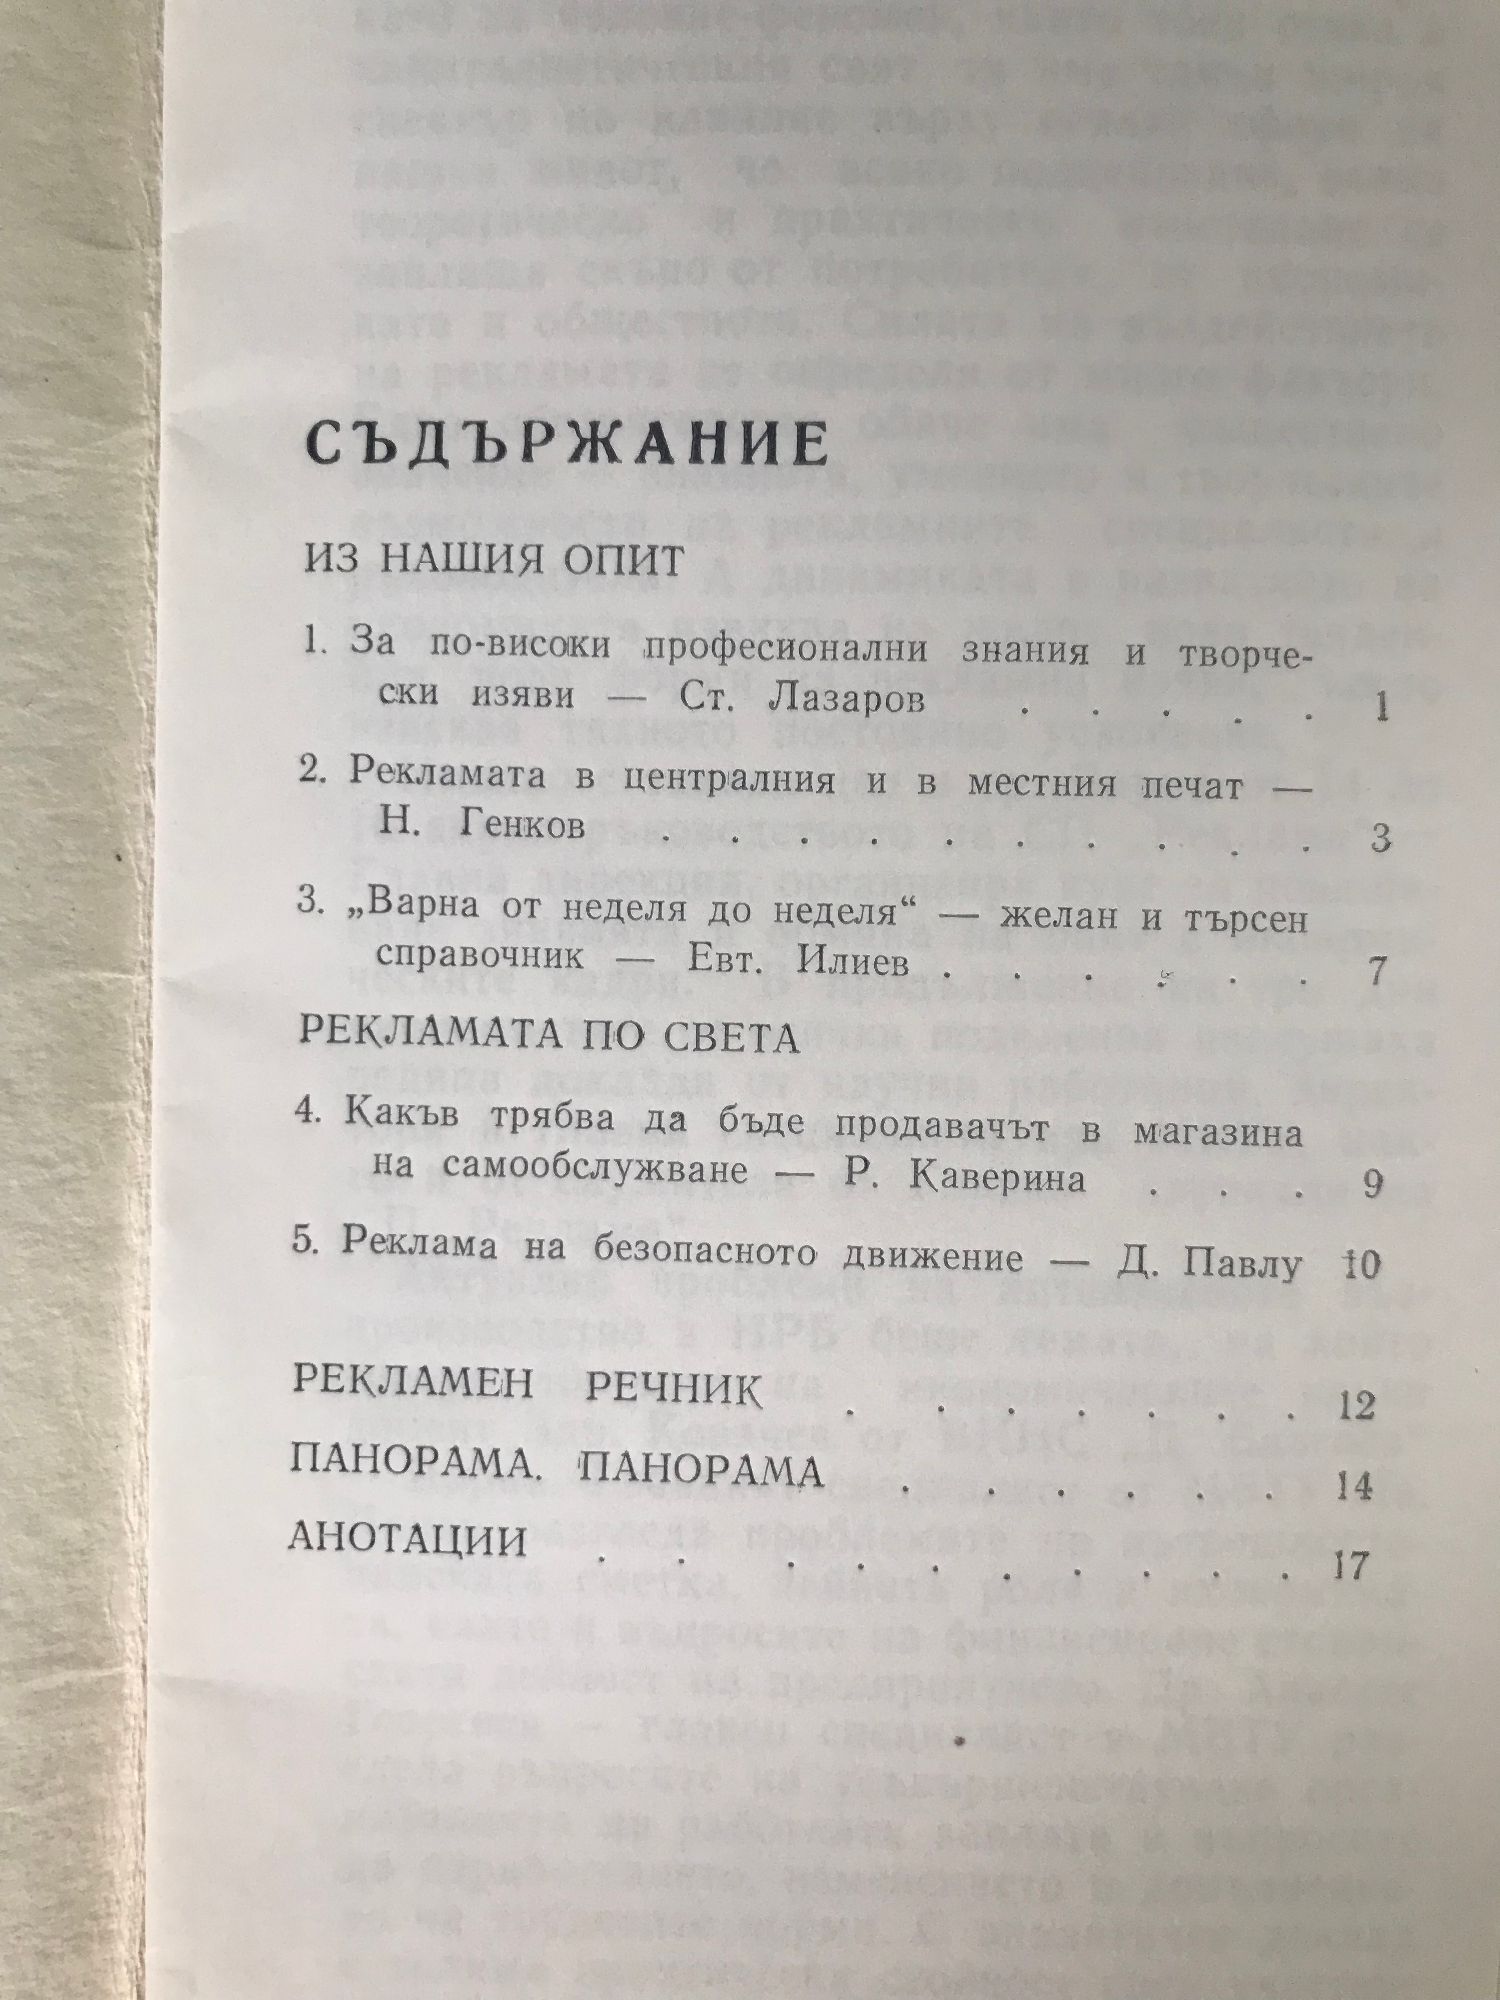 СЪДЪРЖАНИЕ
ИЗ НАШИЯ ОПИТ
1. За по-високи професионални знания и творче-
ски изяви — Ст. Лазаров . . . . . 1
2. Рекламата в централния и в местния печат —
Н. Генков . . . . . . . . . . 3
3. „Варна от неделя до неделя“ — желан и търсен
справочник — Евт. Илиев . . . . . . 7
РЕКЛАМАТА ПО СВЕТА
4. Какъв трябва да бъде продавачът в магазина
на самообслужване — Р. Каверина . . . 9
5. Реклама на безопасното движение — Д. Павлу 10
РЕКЛАМЕН РЕЧНИК . . . . . . . 12
ПАНОРАМА. ПАНОРАМА . . . . . . 14
АНОТАЦИИ . . . . . . . . . . 17